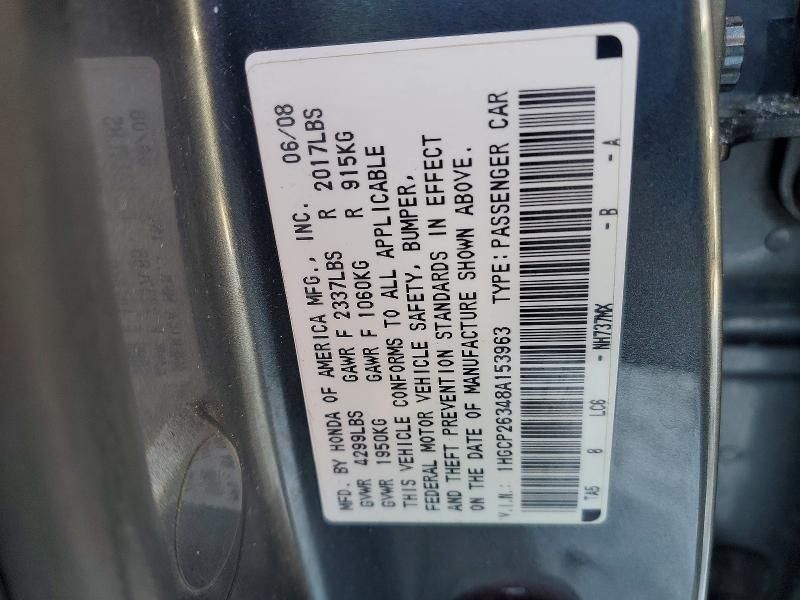 MFD. BY HONDA OF AMERICA MFG., INC. 06/08
GVWR 4299LBS GAWR F 2337LBS R 2017LBS
GVWR 1950KG GAWR F 1060KG R 915KG
THIS VEHICLE CONFORMS TO ALL APPLICABLE
FEDERAL MOTOR VEHICLE SAFETY, BUMPER,
AND THEFT PREVENTION STANDARDS IN EFFECT
ON THE DATE OF MANUFACTURE SHOWN ABOVE.
V.I.N.: 1HGCP26348A153963 TYPE: PASSENGER CAR
TA5 0 LC6 - NH737MX - B - A